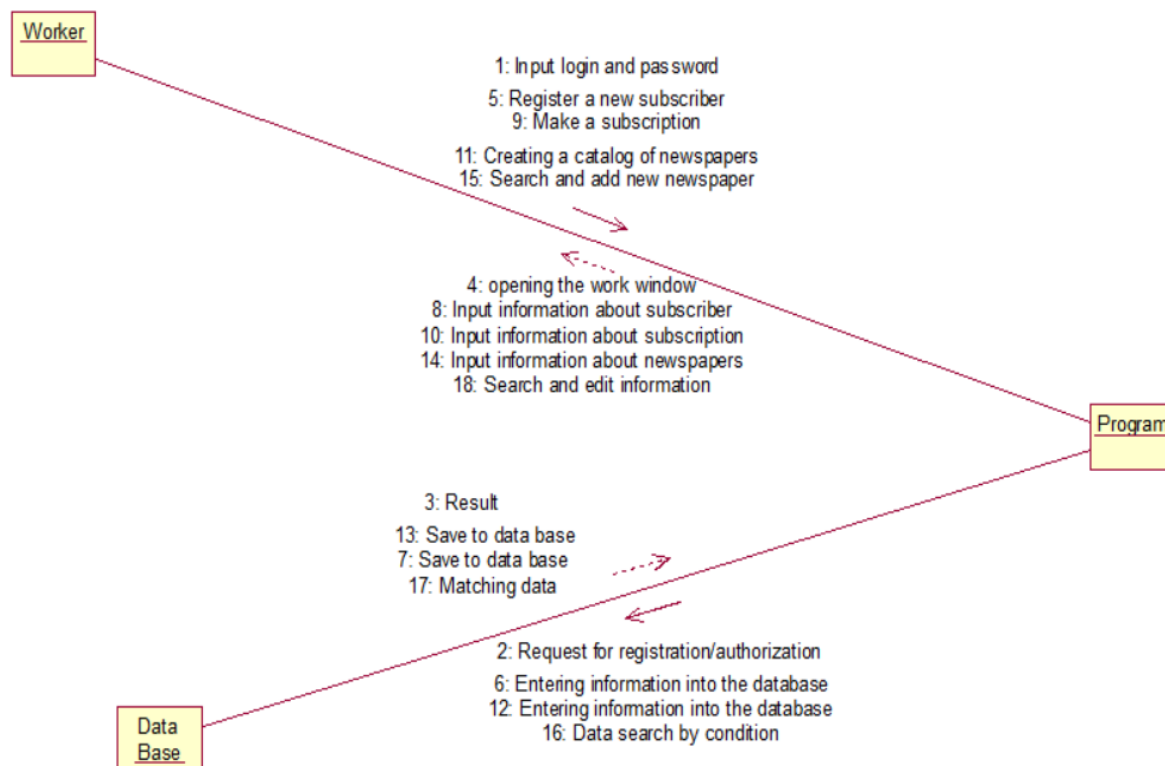 Worker
1: Input login and password
5: Register a new subscriber
9: Make a subscription
11: Creating a catalog of newspapers
15: Search and add new newspaper
4: opening the work window
8: Input information about subscriber
10: Input information about subscription
14: Input information about newspapers
18: Search and edit information
Program
3: Result
13: Save to data base
7: Save to data base
17: Matching data
2: Request for registration/authorization
6: Entering information into the database
12: Entering information into the database
16: Data search by condition
Data
Base